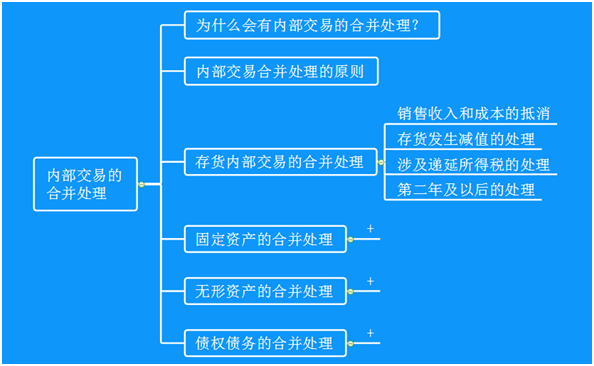 为什么会有内部交易的合并处理？
内部交易合并处理的原则
销售收入和成本的抵消
存货发生减值的处理
存货内部交易的合并处理
涉及递延所得税的处理
第二年及以后的处理
内部交易的
合并处理
固定资产的合并处理
+
无形资产的合并处理
+
债权债务的合并处理
+